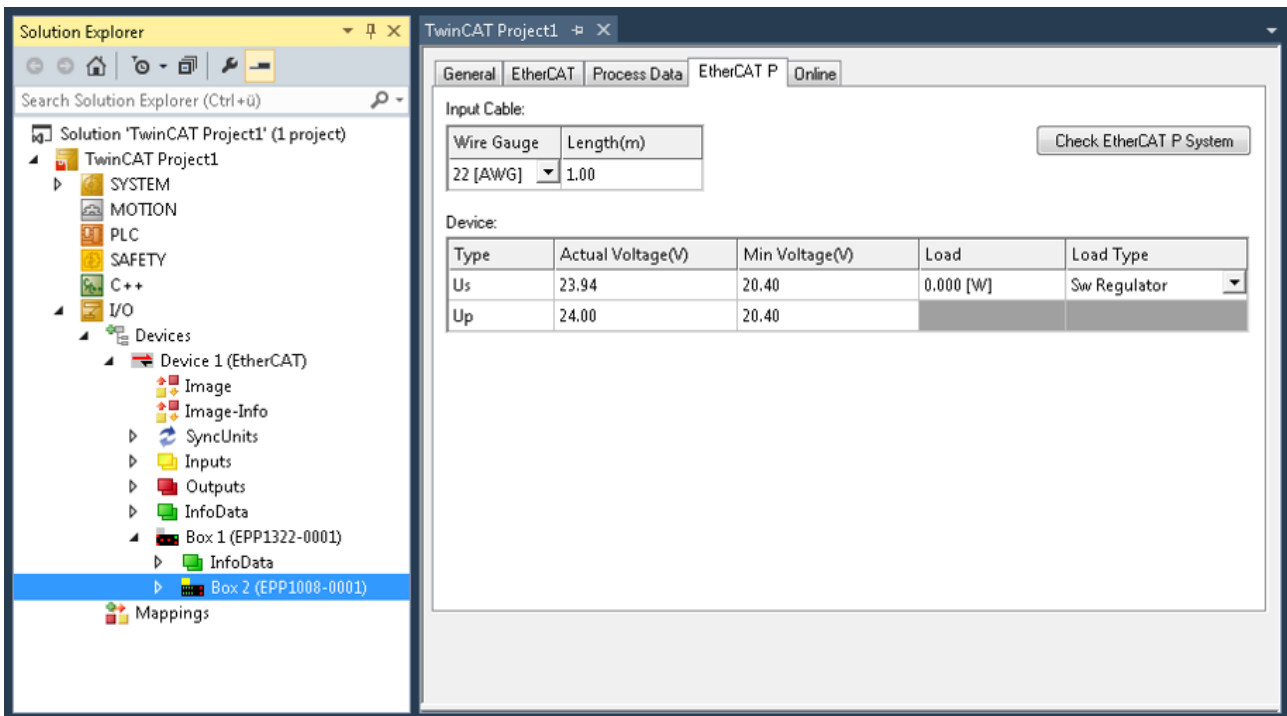 Solution Explorer
Search Solution Explorer (Ctrl+ü)
Solution 'TwinCAT Project1' (1 project)
TwinCAT Project1
SYSTEM
MOTION
PLC
SAFETY
C++
I/O
Devices
Device 1 (EtherCAT)
Image
Image-Info
SyncUnits
Inputs
Outputs
InfoData
Box 1 (EPP1322-0001)
InfoData
Box 2 (EPP1008-0001)
Mappings
TwinCAT Project1
General EtherCAT Process Data EtherCAT P Online
Input Cable:
Wire Gauge Length(m)
22 [AWG] 1.00
Check EtherCAT P System
Device:
Type Actual Voltage(V) Min Voltage(V) Load Load Type
Us 23.94 20.40 0.000 [W] Sw Regulator
Up 24.00 20.40